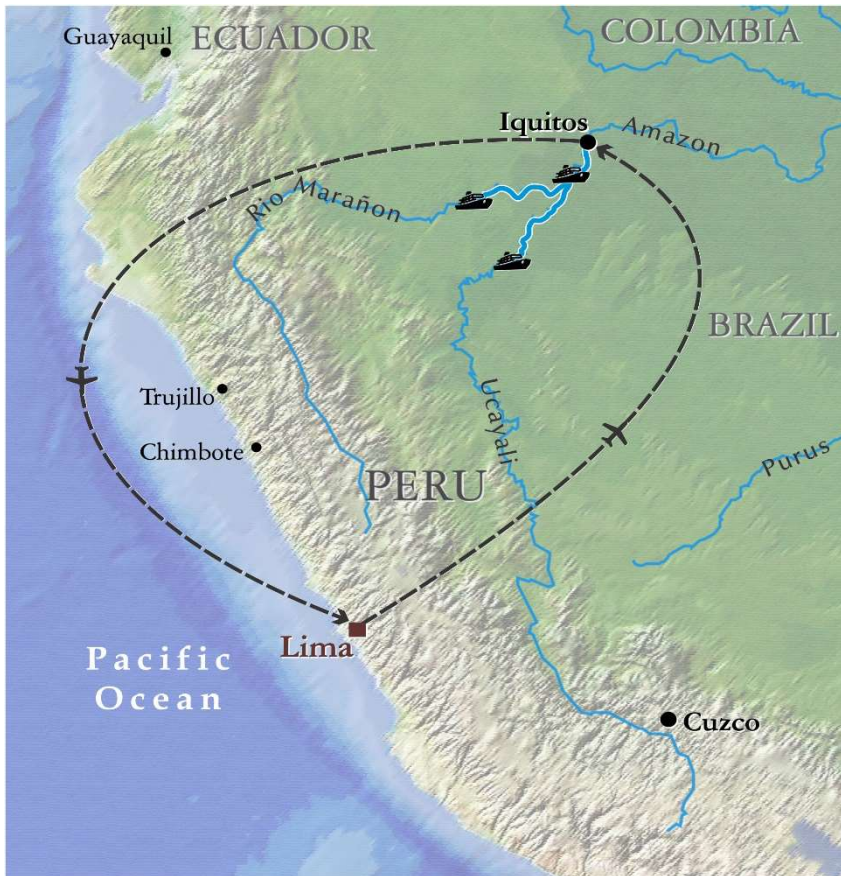 Guayaquil
ECUADOR
COLOMBIA
Iquitos
Amazon
Rio Marañon
BRAZIL
Trujillo
Ucayali
Chimbote
PERU
Purus
Lima
Pacific
Ocean
Cuzco